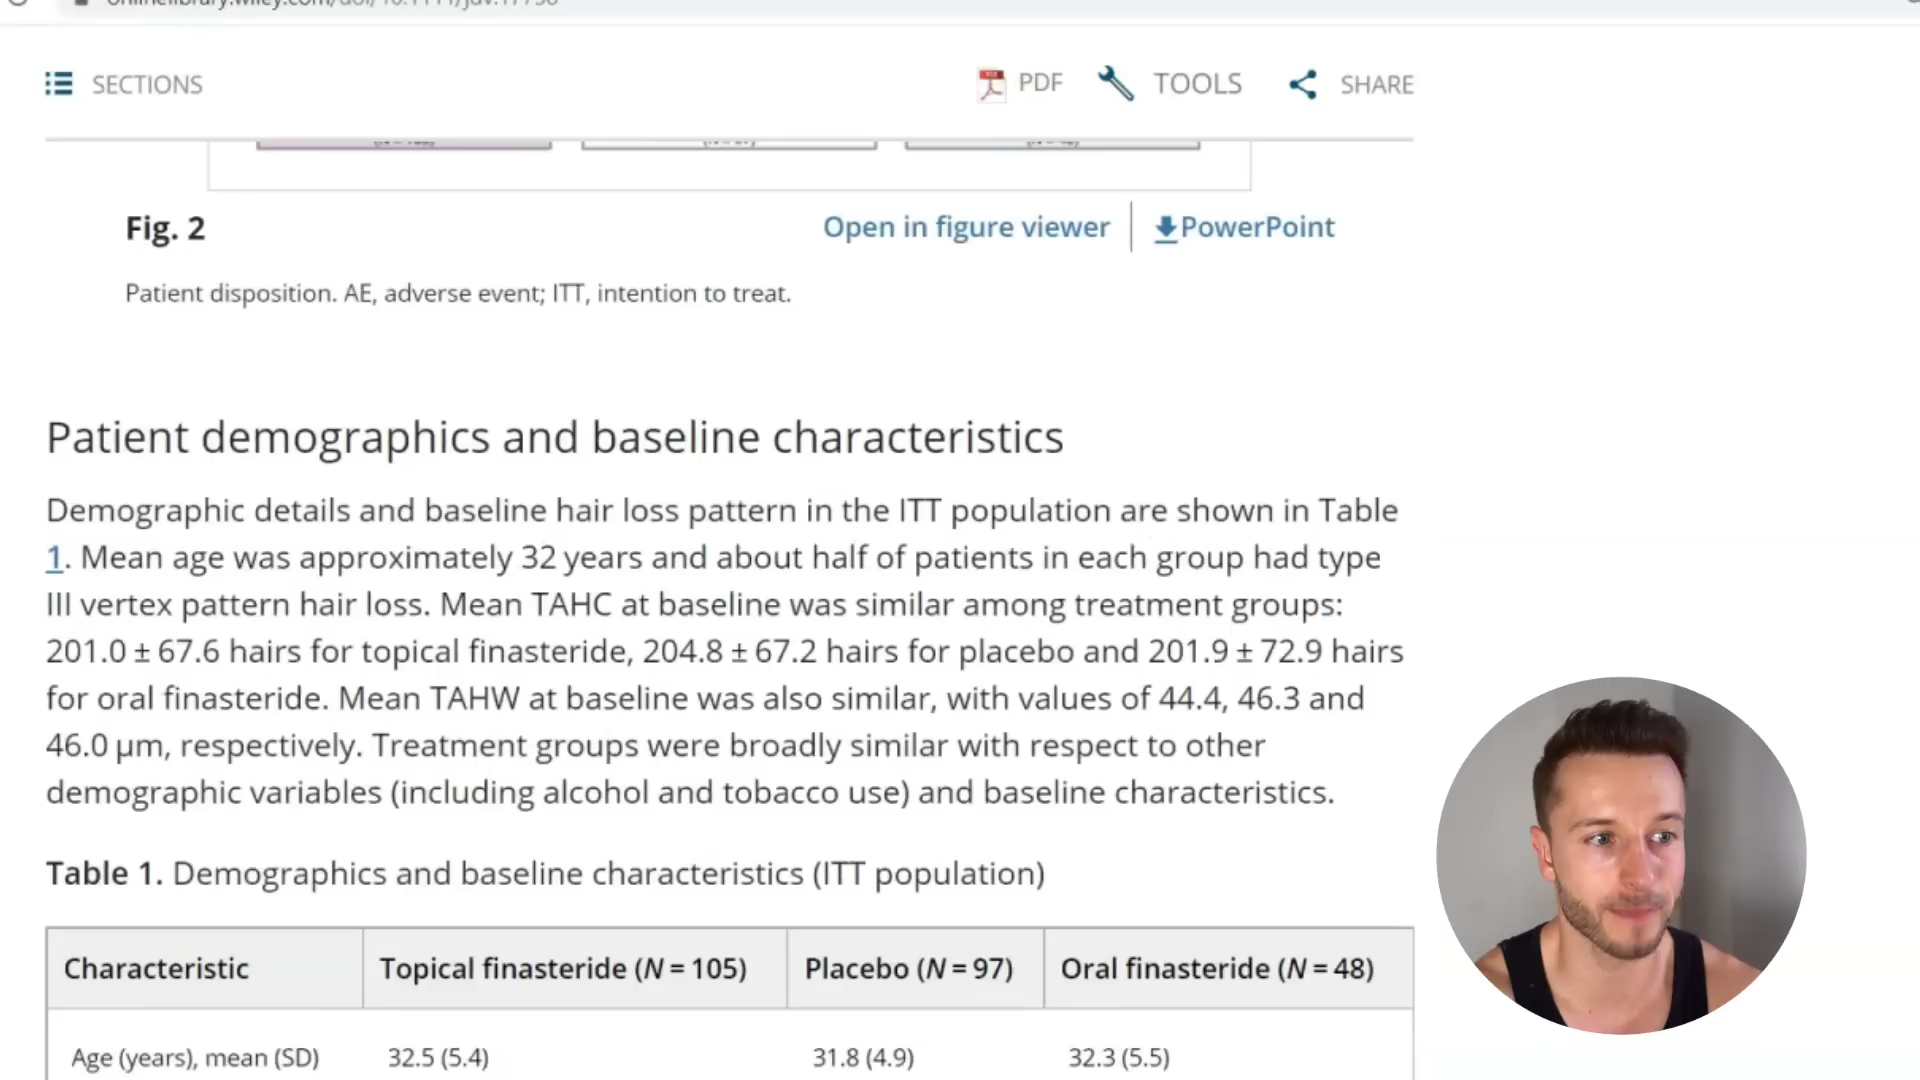 SECTIONS
PDF
TOOLS
SHARE
Fig. 2
Open in figure viewer
PowerPoint
Patient disposition. AE, adverse event; ITT, intention to treat.
Patient demographics and baseline characteristics
Demographic details and baseline hair loss pattern in the ITT population are shown in Table
1. Mean age was approximately 32 years and about half of patients in each group had type
III vertex pattern hair loss. Mean TAHC at baseline was similar among treatment groups:
201.0 ± 67.6 hairs for topical finasteride, 204.8 ± 67.2 hairs for placebo and 201.9 ± 72.9 hairs
for oral finasteride. Mean TAHW at baseline was also similar, with values of 44.4, 46.3 and
46.0 μm, respectively. Treatment groups were broadly similar with respect to other
demographic variables (including alcohol and tobacco use) and baseline characteristics.
Table 1. Demographics and baseline characteristics (ITT population)
Characteristic
Topical finasteride (N = 105)
Placebo (N = 97)
Oral finasteride (N = 48)
Age (years), mean (SD)
32.5 (5.4)
31.8 (4.9)
32.3 (5.5)